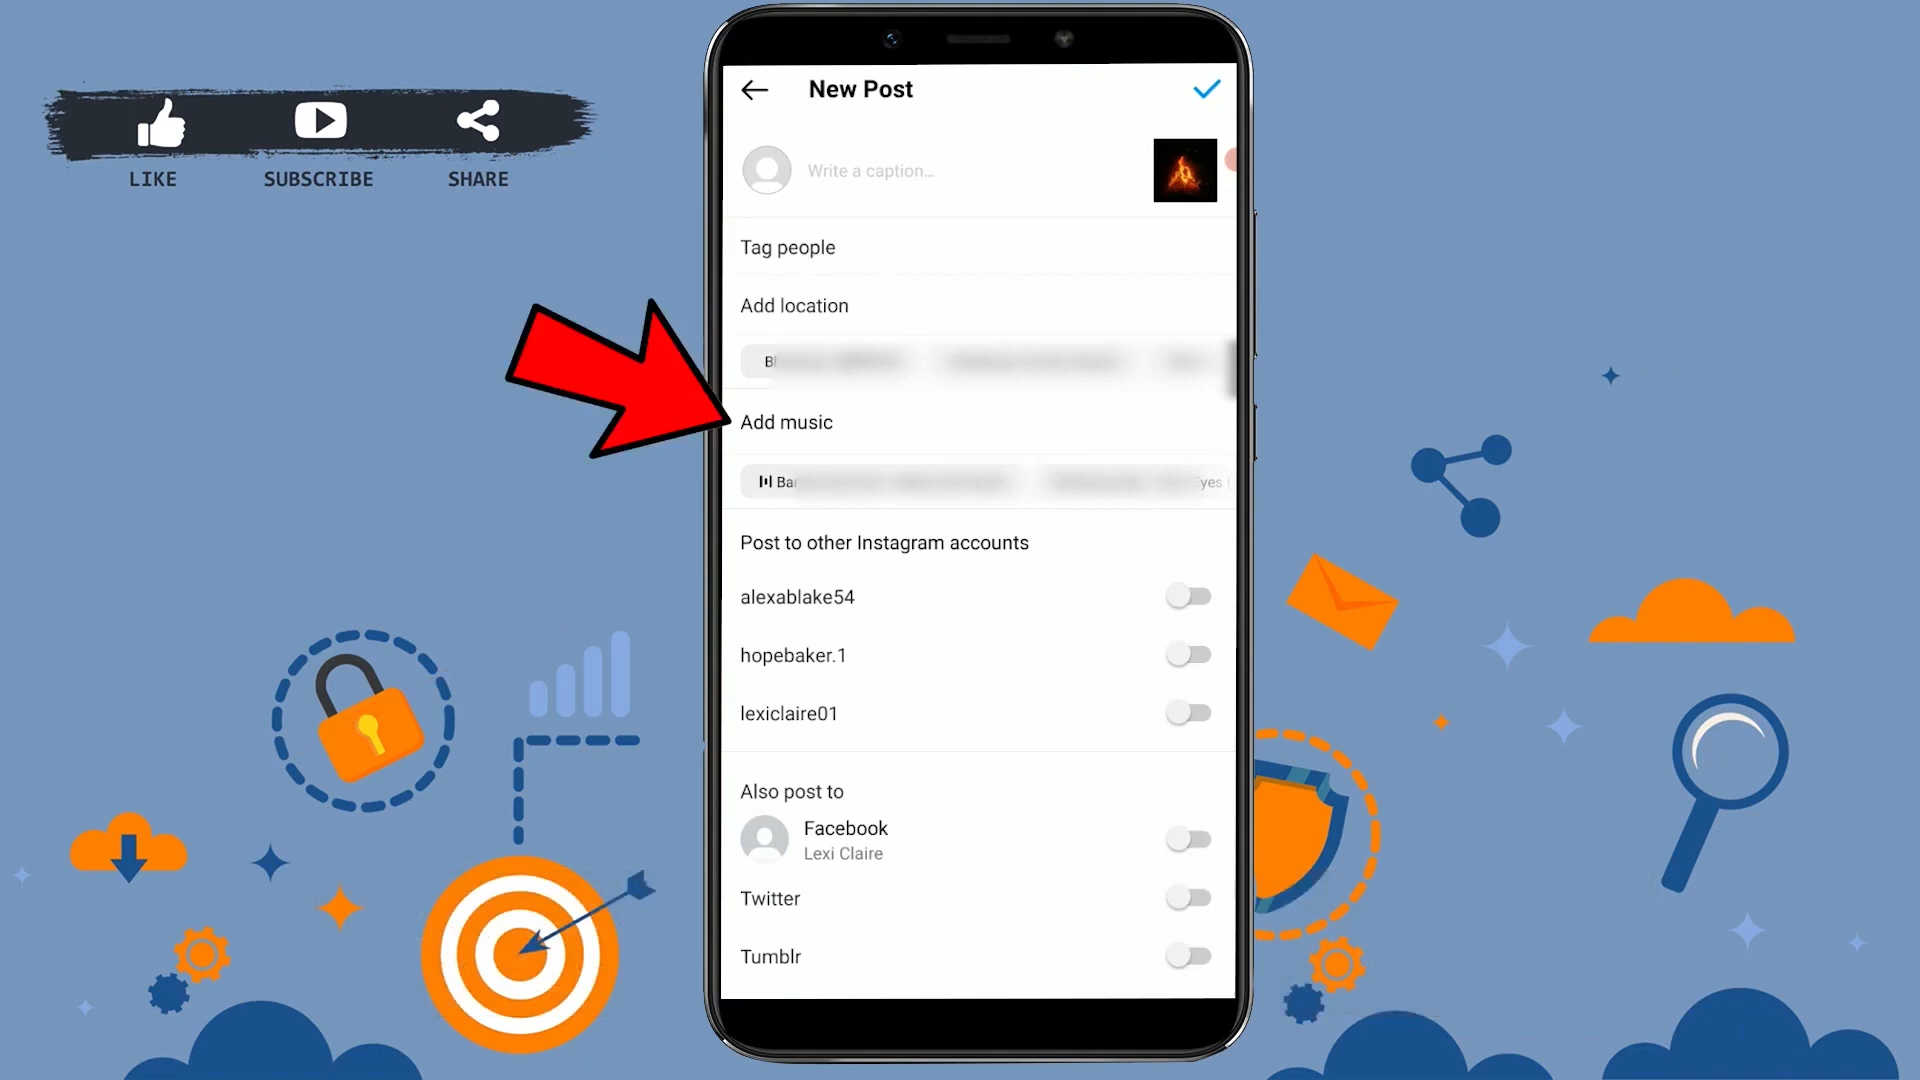 LIKE
SUBSCRIBE
SHARE
New Post
Write a caption...
Tag people
Add location
Add music
Post to other Instagram accounts
alexablake54
hopebaker.1
lexiclaire01
Also post to
Facebook
Lexi Claire
Twitter
Tumblr